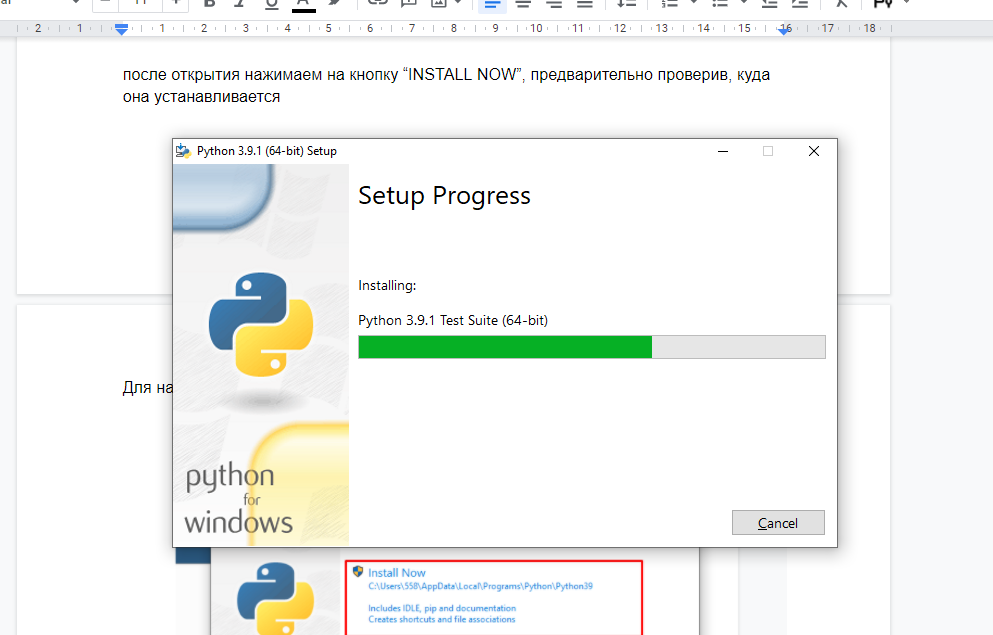 2 1 1 2 3 4 5 6 7 8 9 10 11 12 13 14 15 16 17 18
после открытия нажимаем на кнопку “INSTALL NOW”, предварительно проверив, куда
она устанавливается
Python 3.9.1 (64-bit) Setup
Setup Progress
Installing:
Python 3.9.1 Test Suite (64-bit)
Для на
python
for
windows
Cancel
Install Now
C:\Users\558\AppData\Local\Programs\Python\Python39
Includes IDLE, pip and documentation
Creates shortcuts and file associations